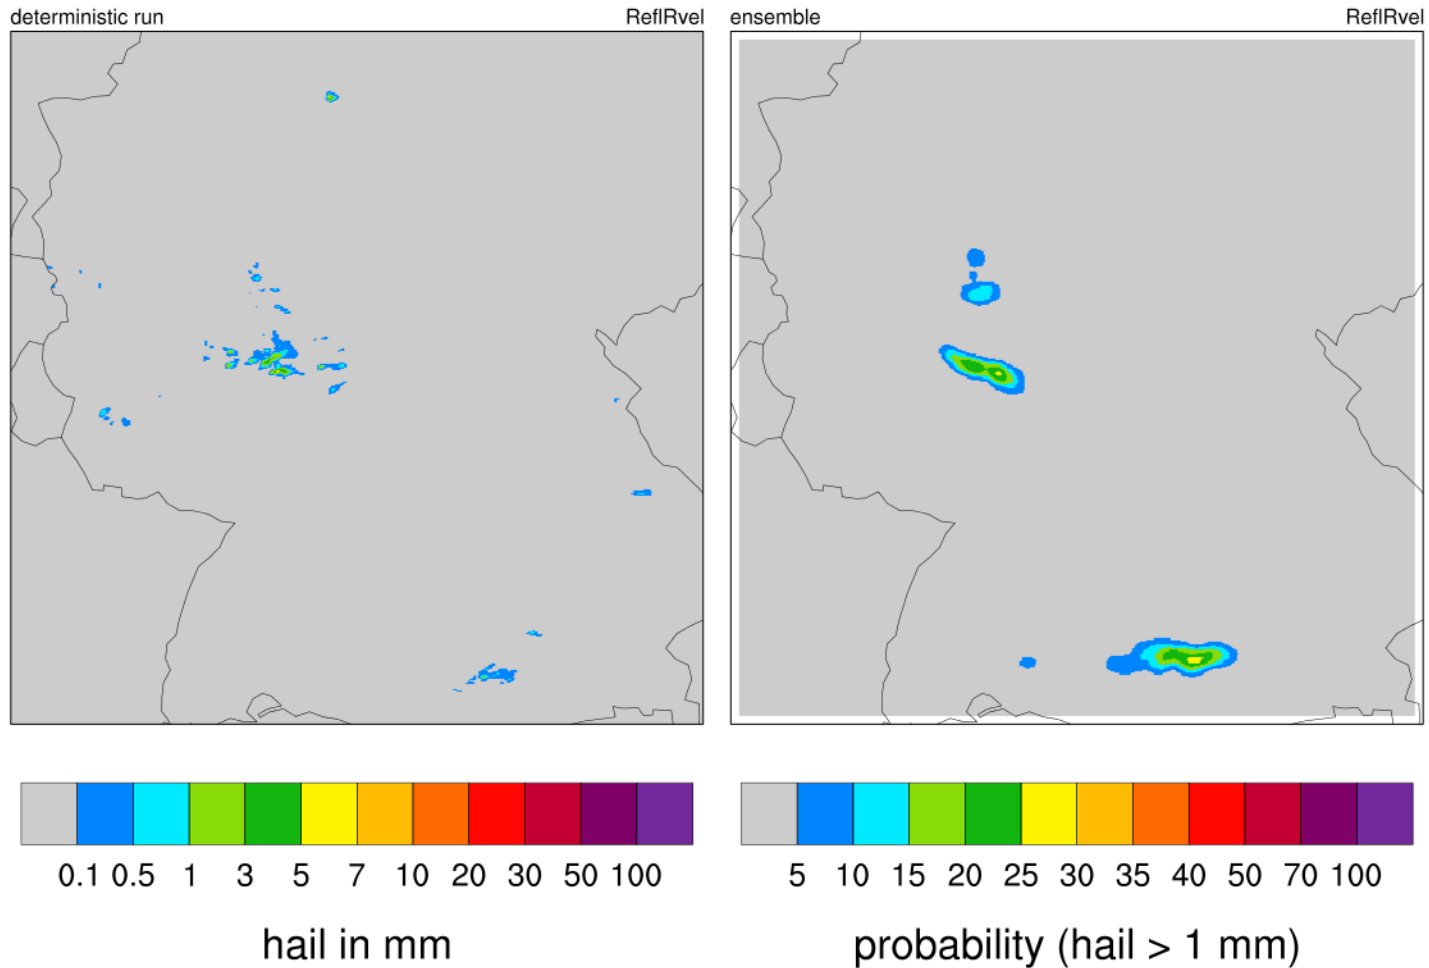 deterministic run ReflRvel
ensemble ReflRvel
0.1 0.5 1 3 5 7 10 20 30 50 100
5 10 15 20 25 30 35 40 50 70 100
hail in mm
probability (hail > 1 mm)